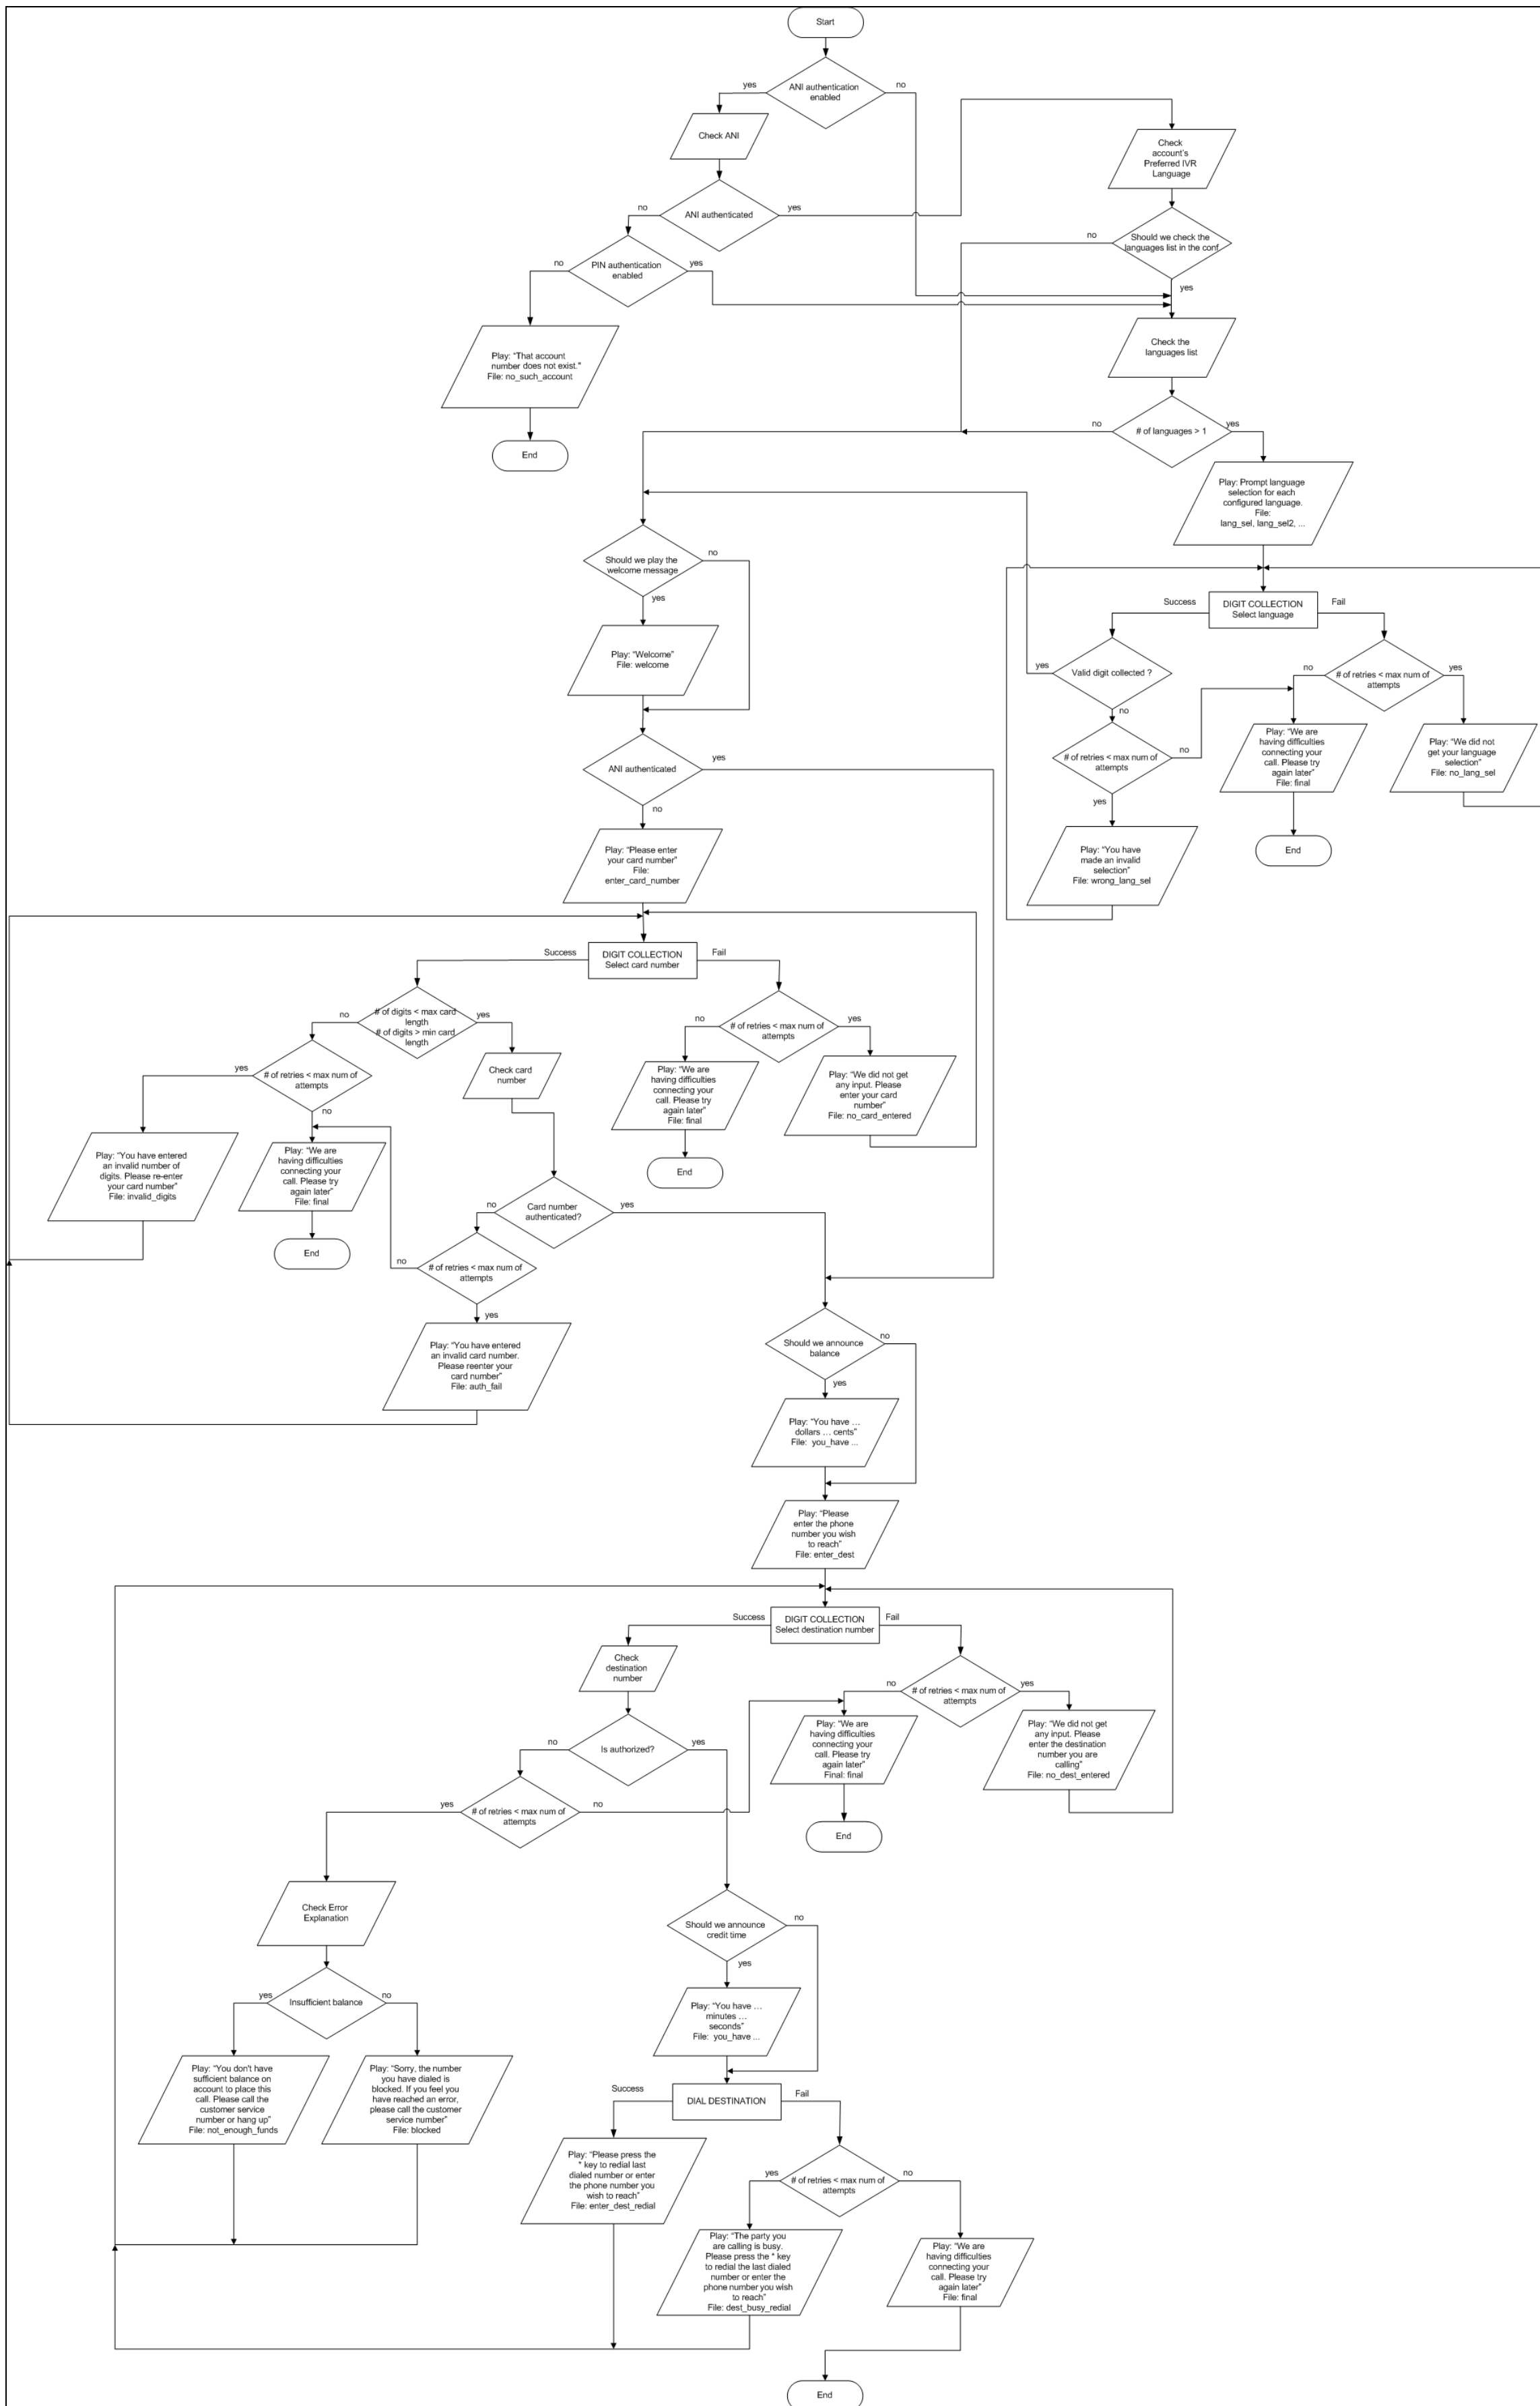 Start
ANI authentication
enabled
yes
no
Check ANI
Check
account's
Preferred IVR
Language
ANI authenticated
no
yes
Should we check the
languages list in the conf
no
yes
PIN authentication
enabled
no
yes
Play: "That account
number does not exist."
File: no_such_account
End
Check the
languages list
# of languages > 1
no
yes
Play: Prompt language
selection for each
configured language.
File:
lang_sel, lang_sel2, ...
Should we play the
welcome message
no
yes
Play: "Welcome"
File: welcome
DIGIT COLLECTION
Select language
Success
Fail
Valid digit collected ?
yes
no
# of retries < max num of
attempts
no
yes
# of retries < max num of
attempts
no
yes
Play: "We are
having difficulties
connecting your
call. Please try
again later"
File: final
Play: "We did not
get your language
selection"
File: no_lang_sel
End
Play: "You have
made an invalid
selection"
File: wrong_lang_sel
ANI authenticated
yes
no
Play: "Please enter
your card number"
File:
enter_card_number
DIGIT COLLECTION
Select card number
Success
Fail
# of digits < max card
length
# of digits > min card
length
no
yes
# of retries < max num of
attempts
no
yes
# of retries < max num of
attempts
yes
no
Check card
number
Play: "We are
having difficulties
connecting your
call. Please try
again later"
File: final
Play: "We did not get
any input. Please
enter your card
number"
File: no_card_entered
End
Play: "You have entered
an invalid number of
digits. Please re-enter
your card number"
File: invalid_digits
Play: "We are
having difficulties
connecting your
call. Please try
again later"
File: final
End
Card number
authenticated?
no
yes
# of retries < max num of
attempts
no
yes
Play: "You have entered
an invalid card number.
Please reenter your
card number"
File: auth_fail
Should we announce
balance
no
yes
Play: "You have ...
dollars ... cents"
File: you_have ...
Play: "Please
enter the phone
number you wish
to reach"
File: enter_dest
DIGIT COLLECTION
Select destination number
Success
Fail
Check
destination
number
# of retries < max num of
attempts
no
yes
Play: "We are
having difficulties
connecting your
call. Please try
again later"
Final: final
Play: "We did not get
any input. Please
enter the destination
number you are
calling"
File: no_dest_entered
End
Is authorized?
no
yes
# of retries < max num of
attempts
yes
no
Check Error
Explanation
Insufficient balance
yes
no
Play: "You don't have
sufficient balance on
account to place this
call. Please call the
customer service
number or hang up"
File: not_enough_funds
Play: "Sorry, the number
you have dialed is
blocked. If you feel you
have reached an error,
please call the customer
service number"
File: blocked
Should we announce
credit time
no
yes
Play: "You have ...
minutes ...
seconds"
File: you_have ...
DIAL DESTINATION
Success
Fail
Play: "Please press the
* key to redial last
dialed number or enter
the phone number you
wish to reach"
File: enter_dest_redial
# of retries < max num of
attempts
yes
no
Play: "The party you
are calling is busy.
Please press the * key
to redial the last dialed
number or enter the
phone number you wish
to reach"
File: dest_busy_redial
Play: "We are
having difficulties
connecting your
call. Please try
again later"
File: final
End